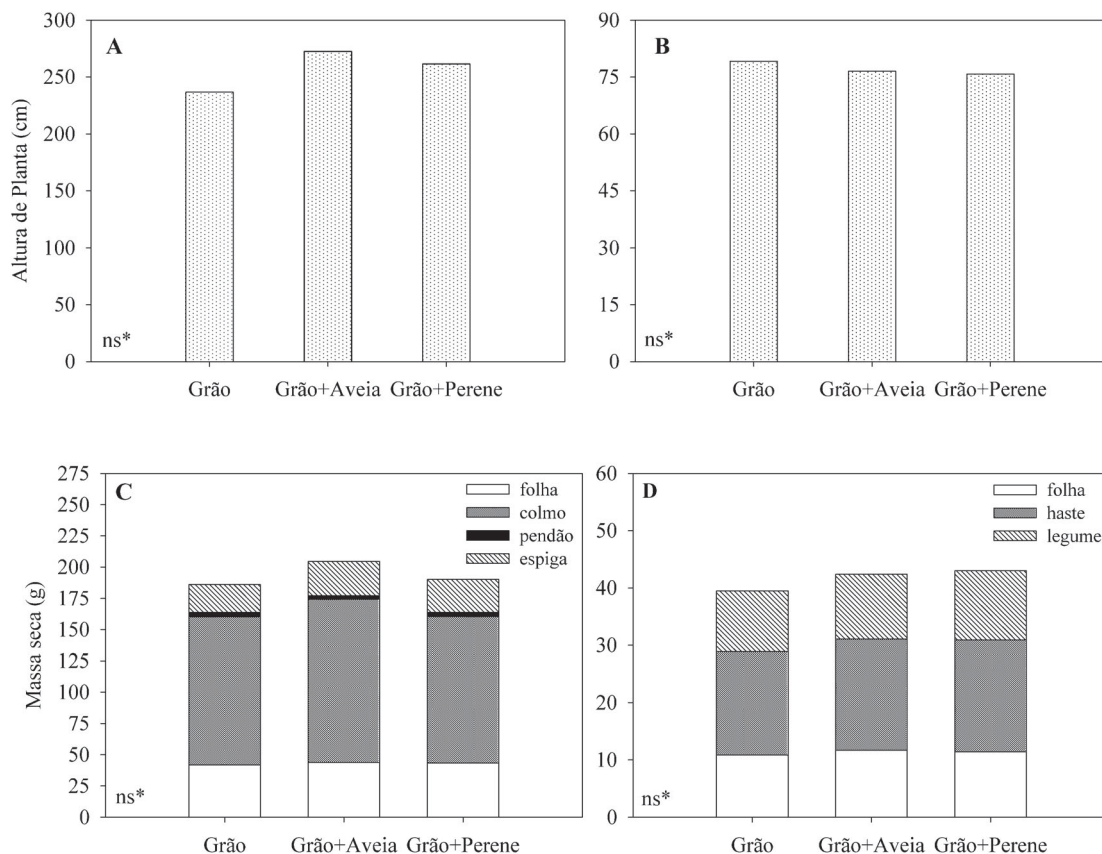 A
B
Altura de Planta (cm)
300
250
200
150
100
50
0
ns*
Grão Grão+Aveia Grão+Perene
90
75
60
45
30
15
0
ns*
Grão Grão+Aveia Grão+Perene
C
Massa seca (g)
275
250
225
200
175
150
125
100
75
50
25
0
folha
colmo
pendão
espiga
ns*
Grão Grão+Aveia Grão+Perene
D
60
50
40
30
20
10
0
folha
haste
legume
ns*
Grão Grão+Aveia Grão+Perene